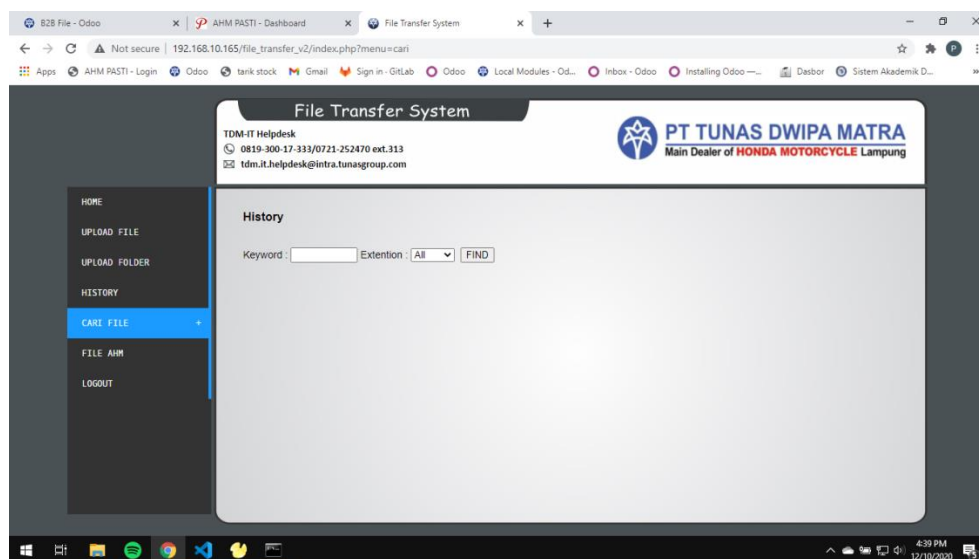 B2B File - Odoo
AHM PASTI - Dashboard
File Transfer System
Not secure
192.168.10.165/file_transfer_v2/index.php?menu=cari
P
Apps
AHM PASTI - Login
Odoo
tank stock
Gmail
Sign in · GitLab
Odoo
Local Modules - Od...
Inbox - Odoo
Installing Odoo —...
Dasbor
Sistem Akademik D...
File Transfer System
TDM-IT Helpdesk
0819-300-17-333/0721-252470 ext.313
tdm.it.helpdesk@intra.tunasgroup.com
PT TUNAS DWIPA MATRA
Main Dealer of HONDA MOTORCYCLE Lampung
HOME
UPLOAD FILE
UPLOAD FOLDER
HISTORY
CARI FILE +
FILE AHM
LOGOUT
History
Keyword : Extention : All FIND
4:39 PM
12/10/2020